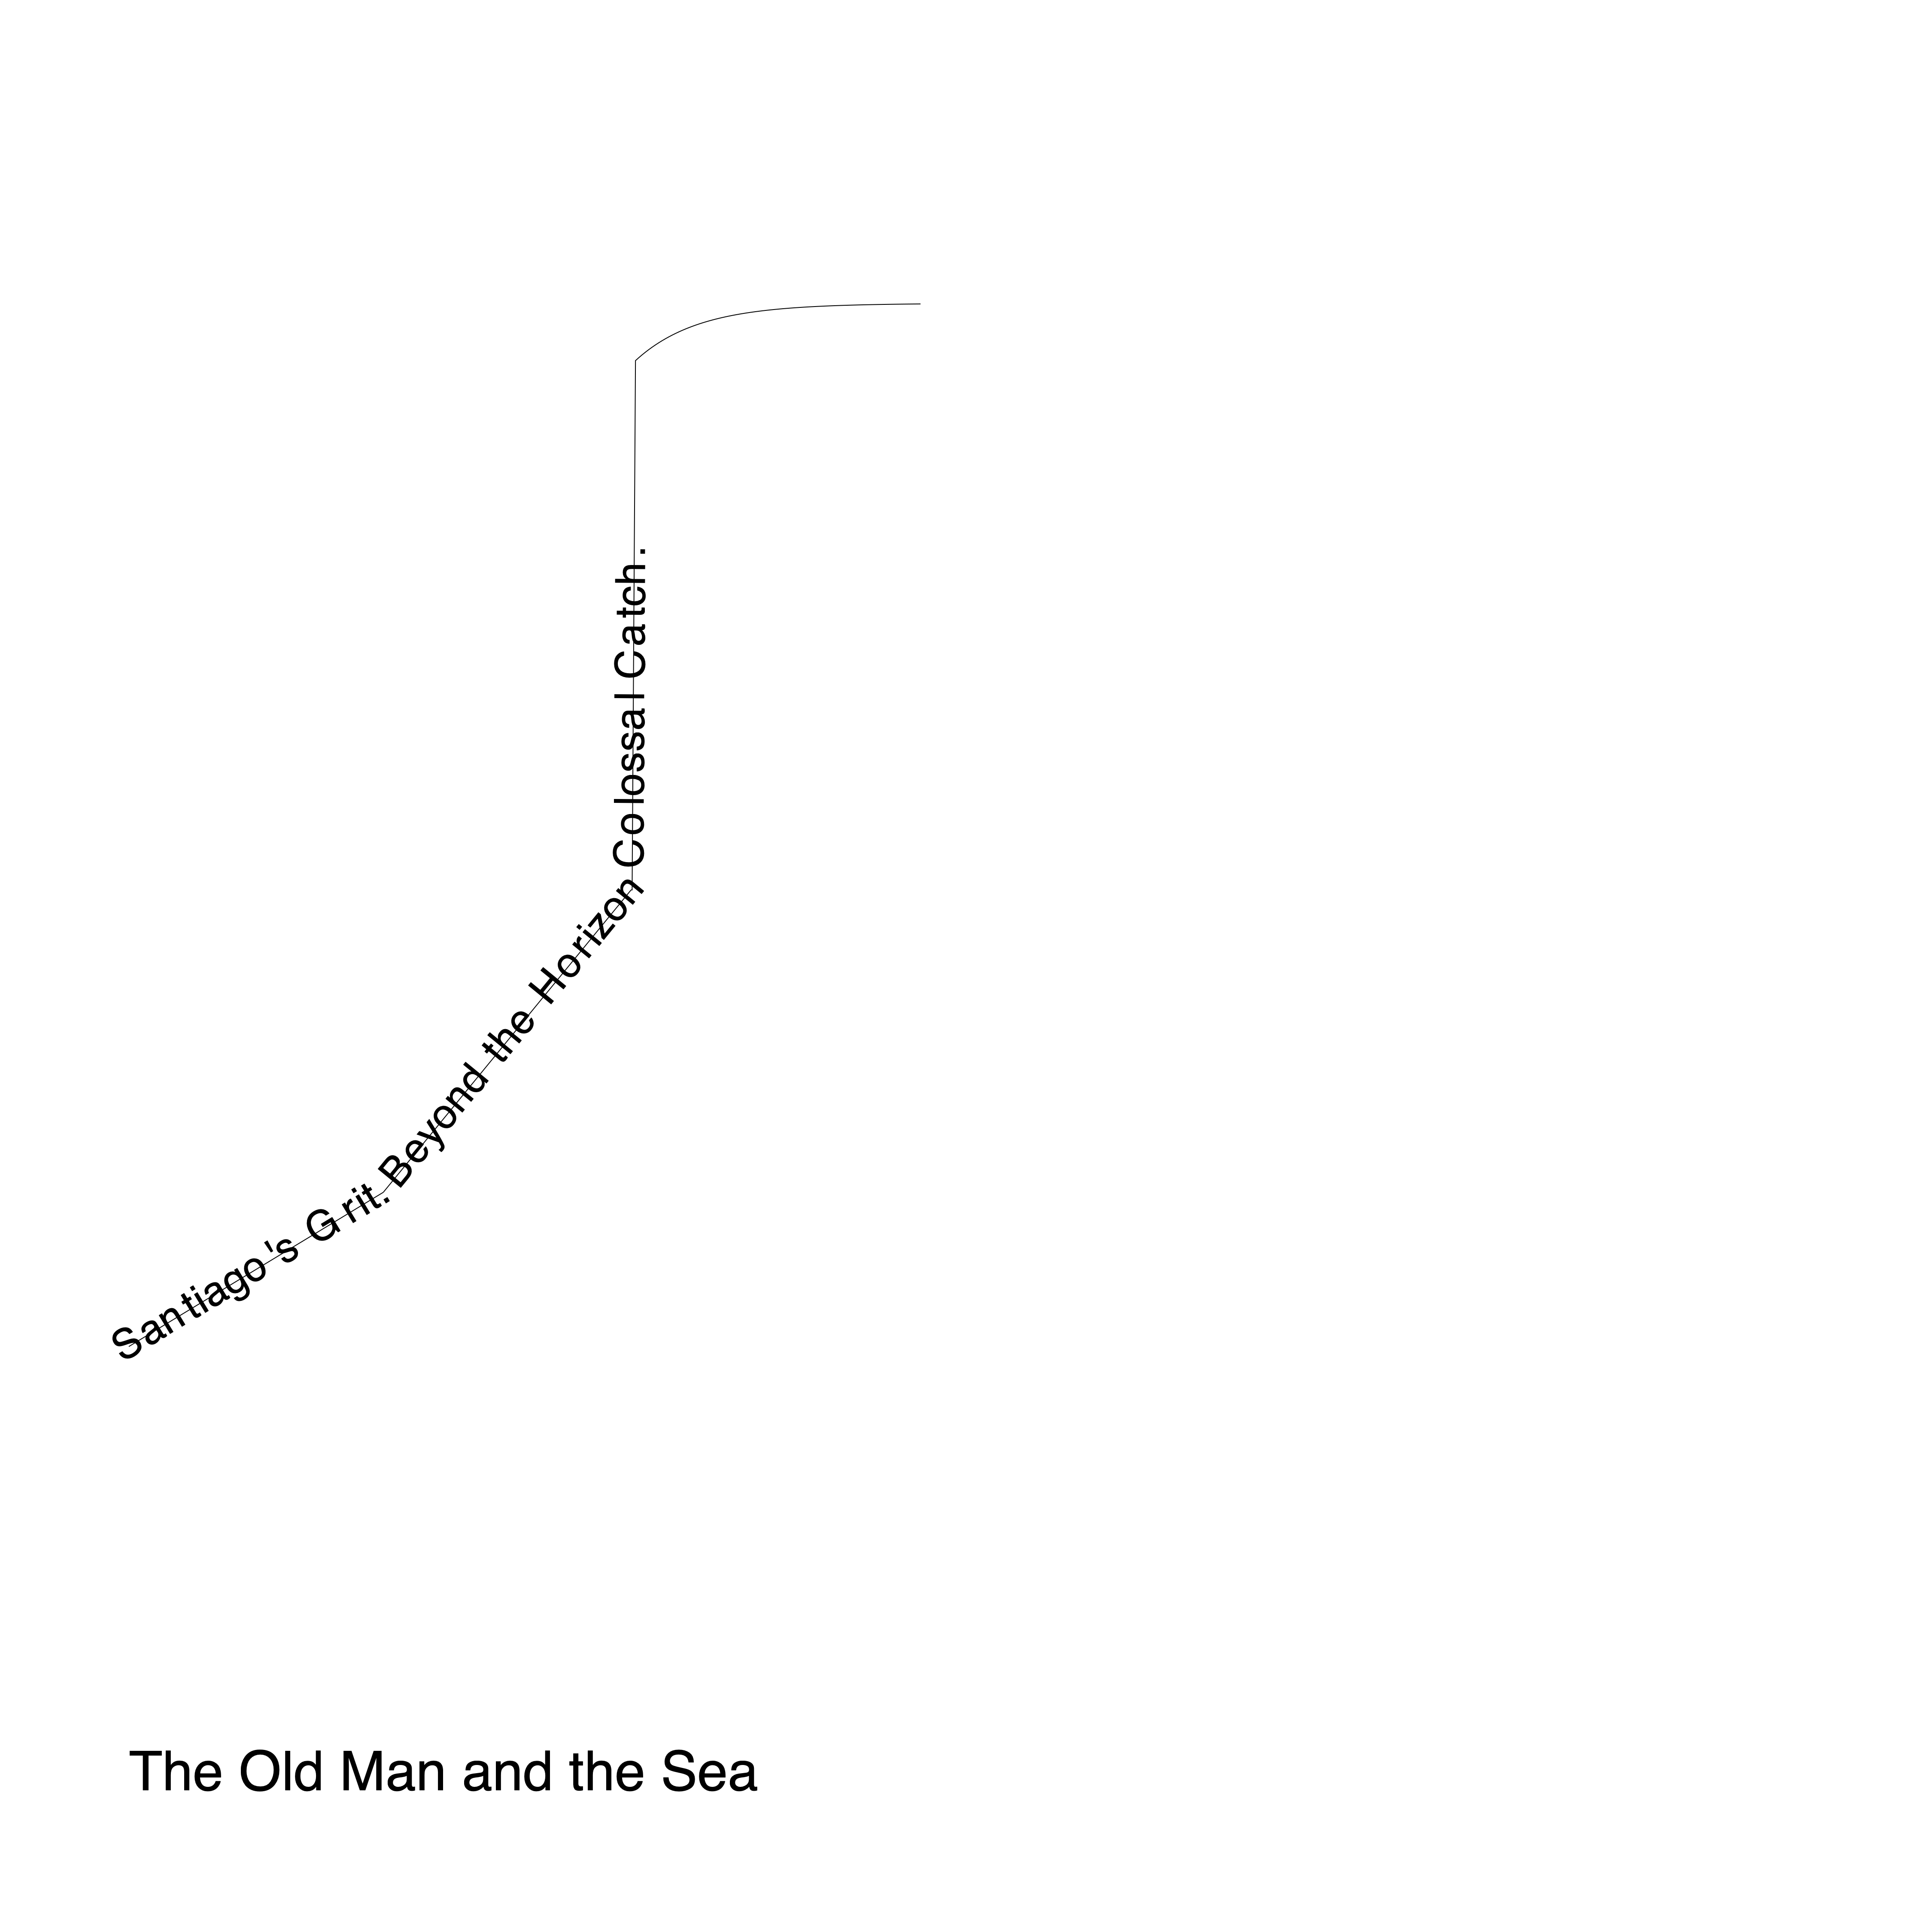 Santiago's Grit. Beyond the Horizon Colossal Catch.
The Old Man and the Sea